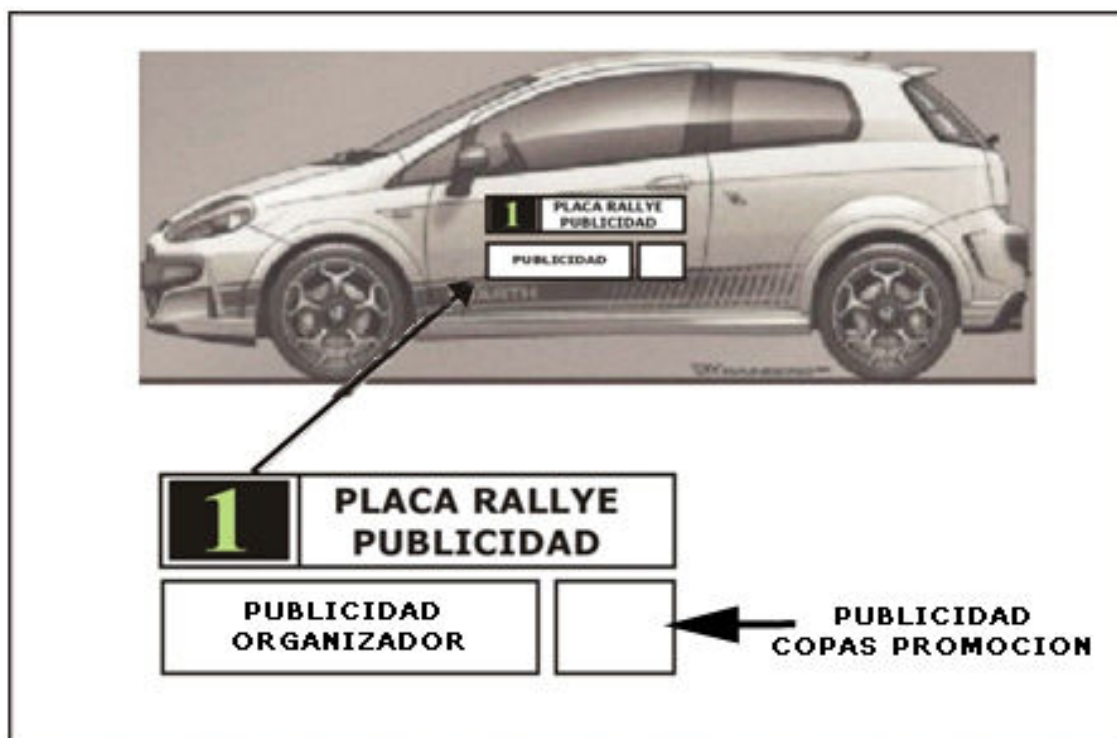 1
PLACA RALLYE
PUBLICIDAD
PUBLICIDAD
1
PLACA RALLYE
PUBLICIDAD
PUBLICIDAD
ORGANIZADOR
PUBLICIDAD
COPAS PROMOCION